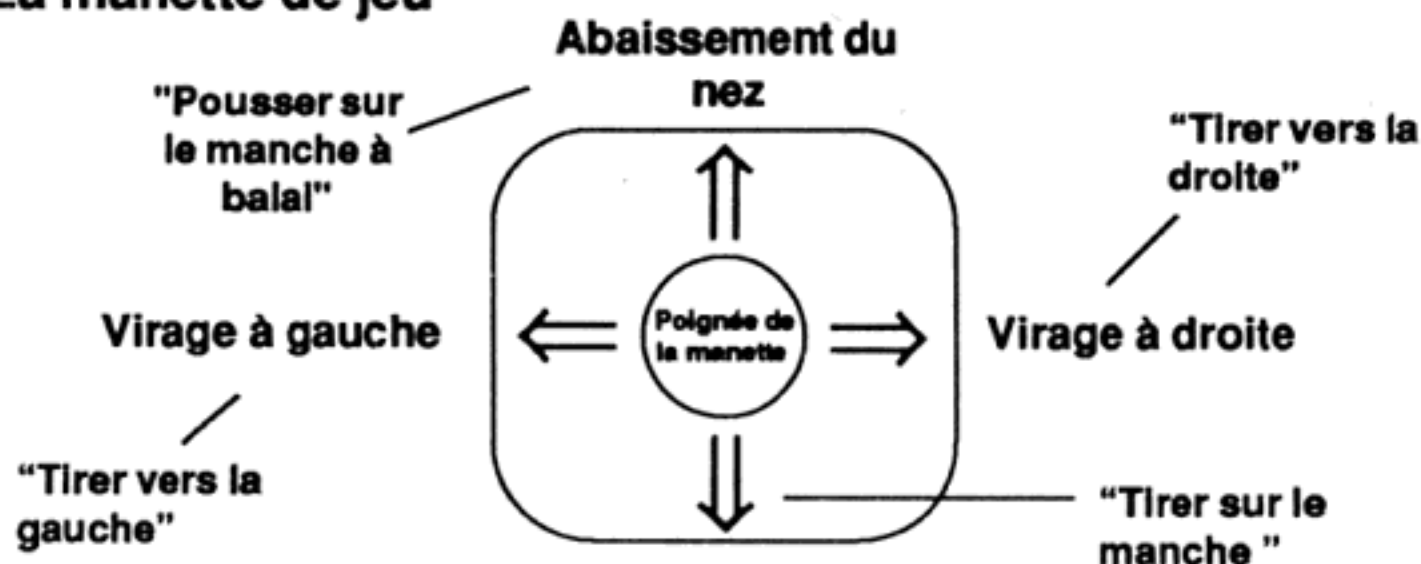 La manette de jeu
Abaissement du
nez
"Pousser sur
le manche à
balai"
“Tirer vers la
droite”
Virage à gauche
Poignée de
la manette
Virage à droite
“Tirer vers la
gauche”
“Tirer sur le
manche ”